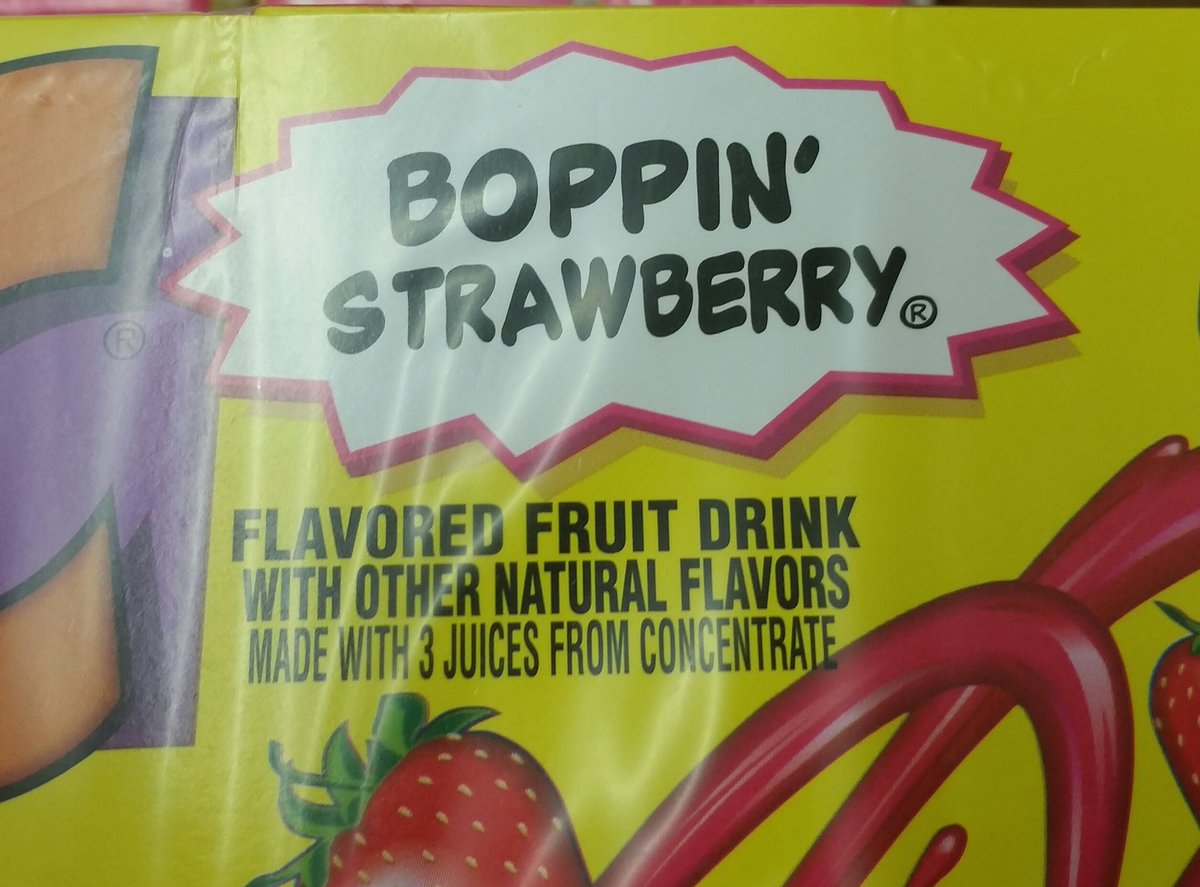 BOPPIN'
STRAWBERRY®
®
FLAVORED FRUIT DRINK
WITH OTHER NATURAL FLAVORS
MADE WITH 3 JUICES FROM CONCENTRATE